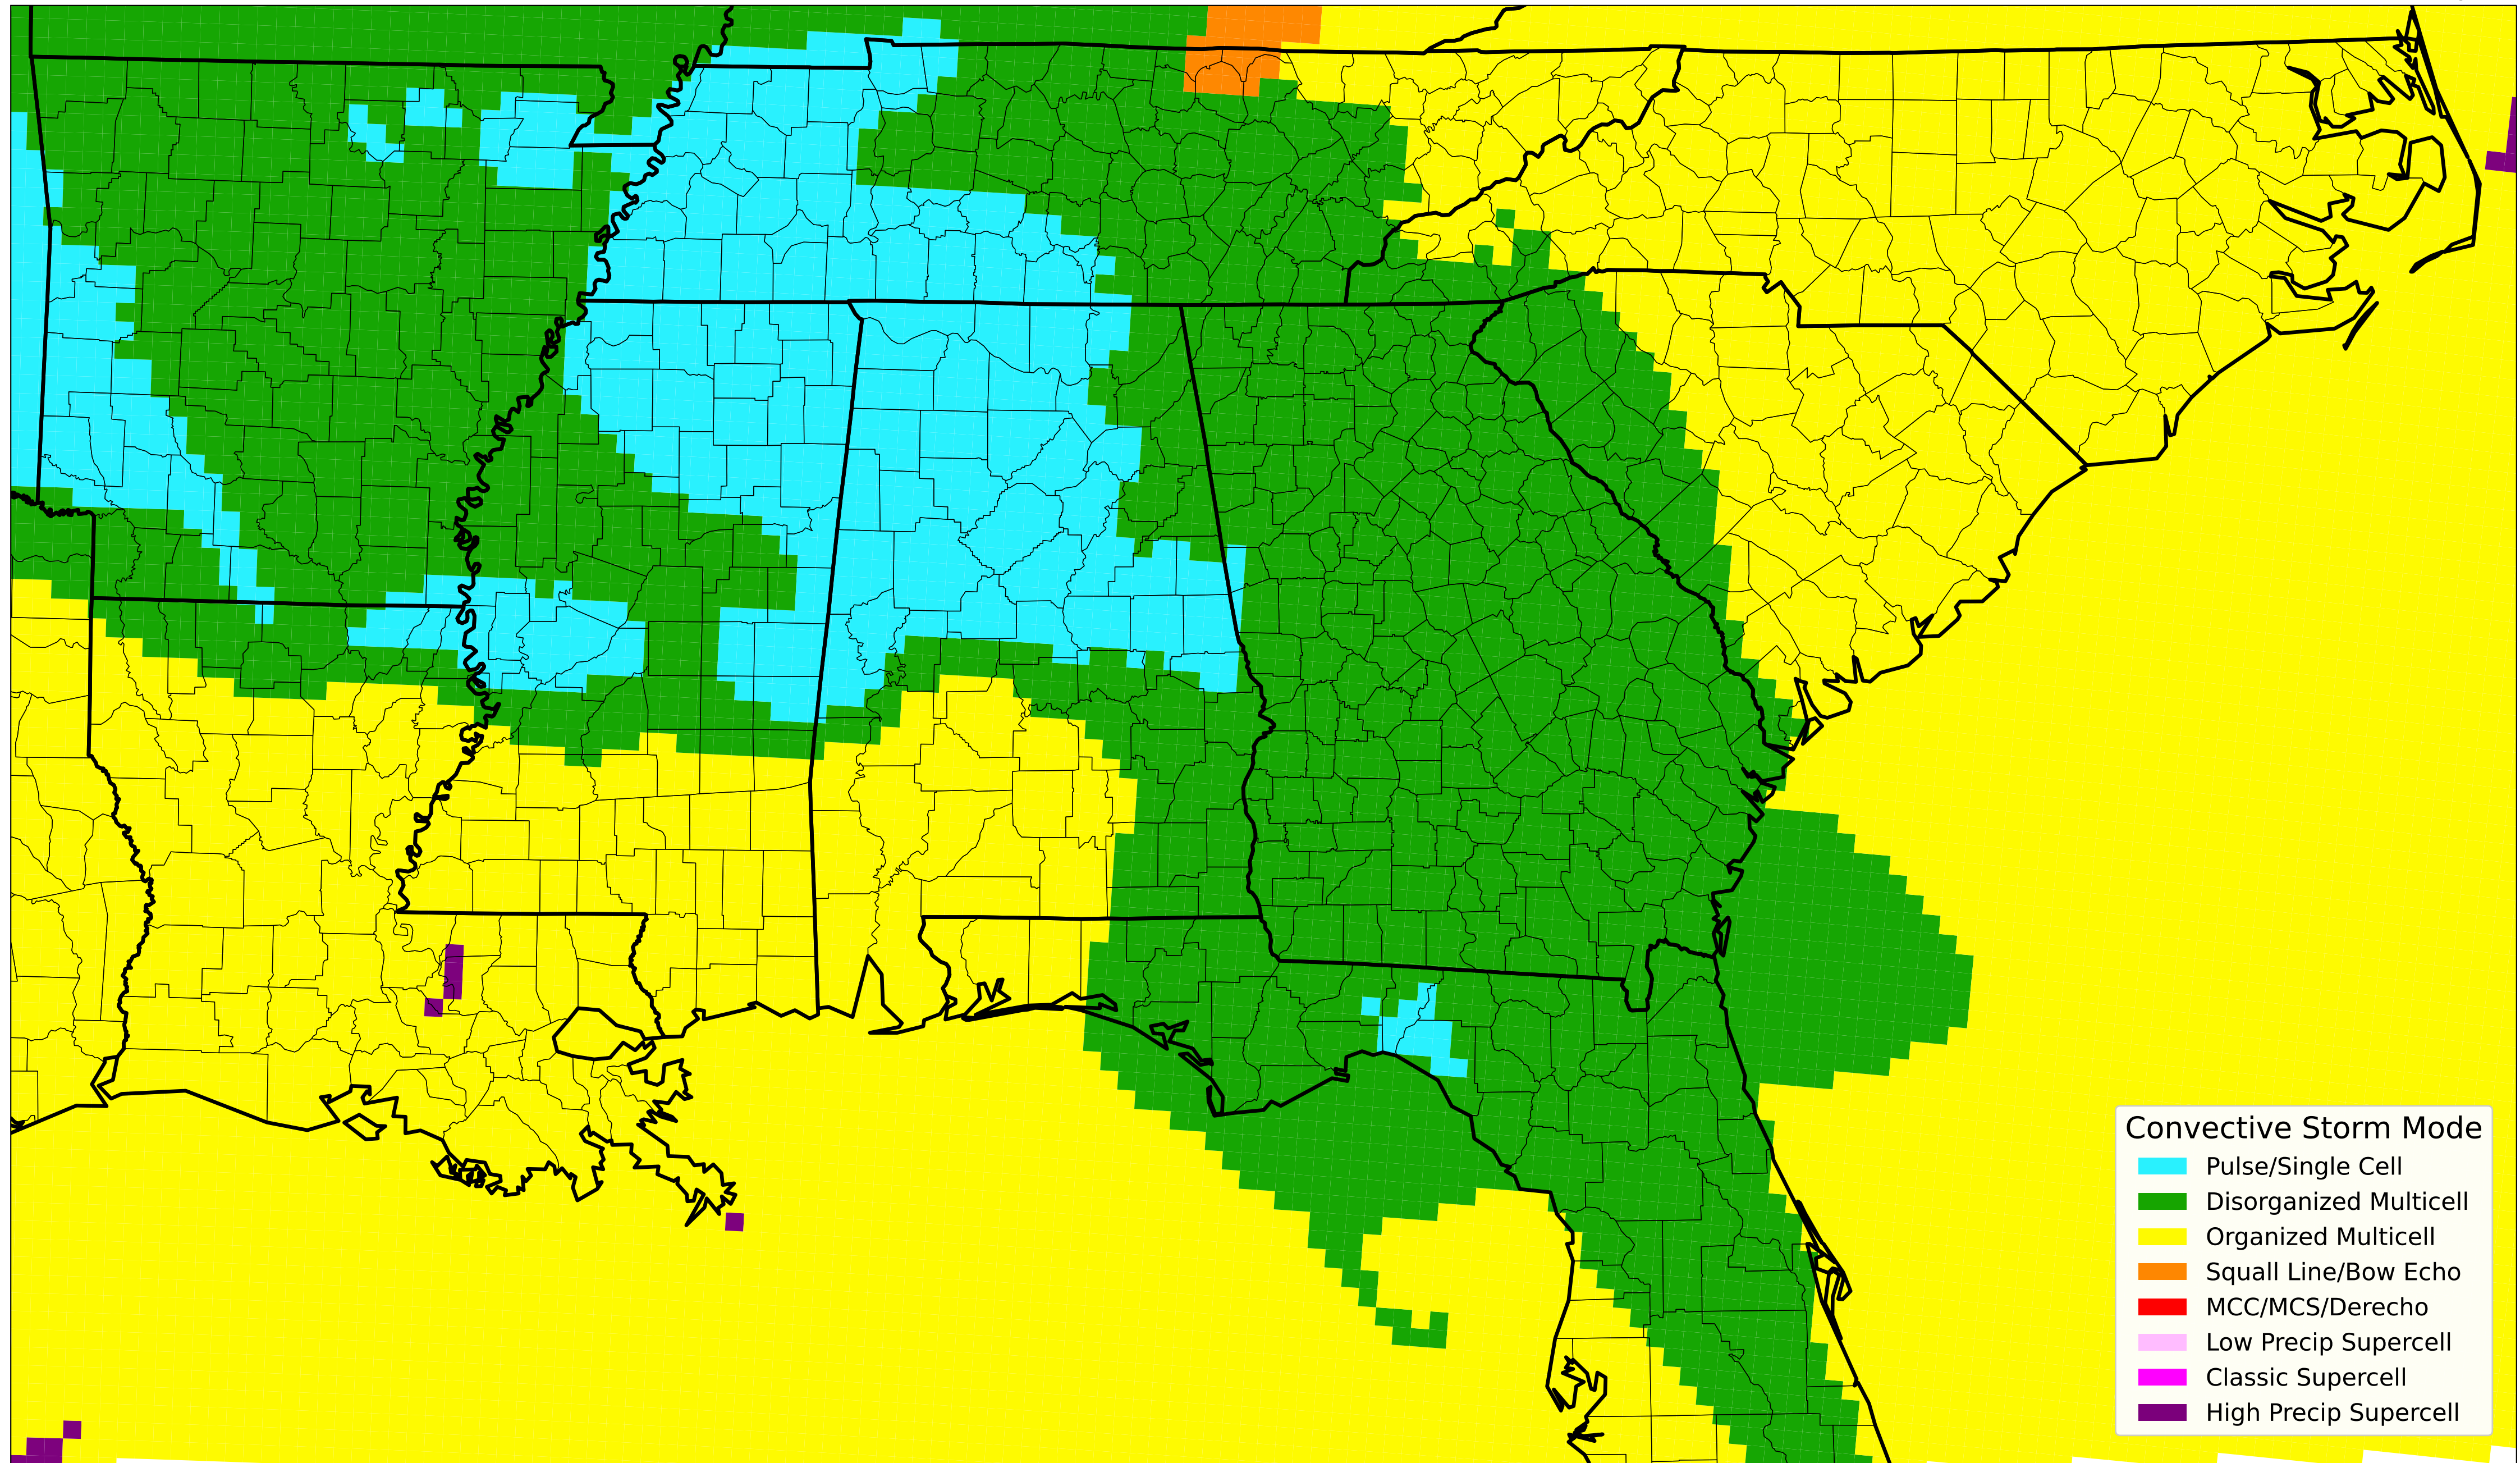 Convective Storm Mode
Pulse/Single Cell
Disorganized Multicell
Organized Multicell
Squall Line/Bow Echo
MCC/MCS/Derecho
Low Precip Supercell
Classic Supercell
High Precip Supercell